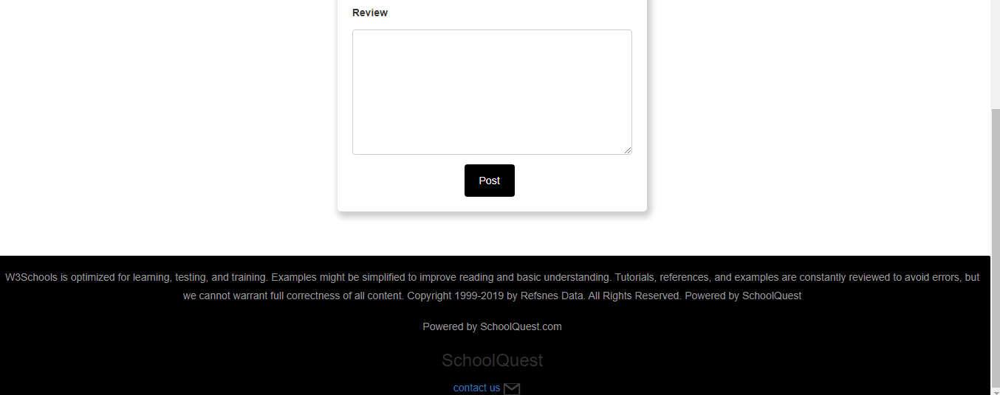 Review
Post
W3Schools is optimized for learning, testing, and training. Examples might be simplified to improve reading and basic understanding. Tutorials, references, and examples are constantly reviewed to avoid errors, but
we cannot warrant full correctness of all content. Copyright 1999-2019 by Refsnes Data. All Rights Reserved. Powered by SchoolQuest
Powered by SchoolQuest.com
SchoolQuest
contact us